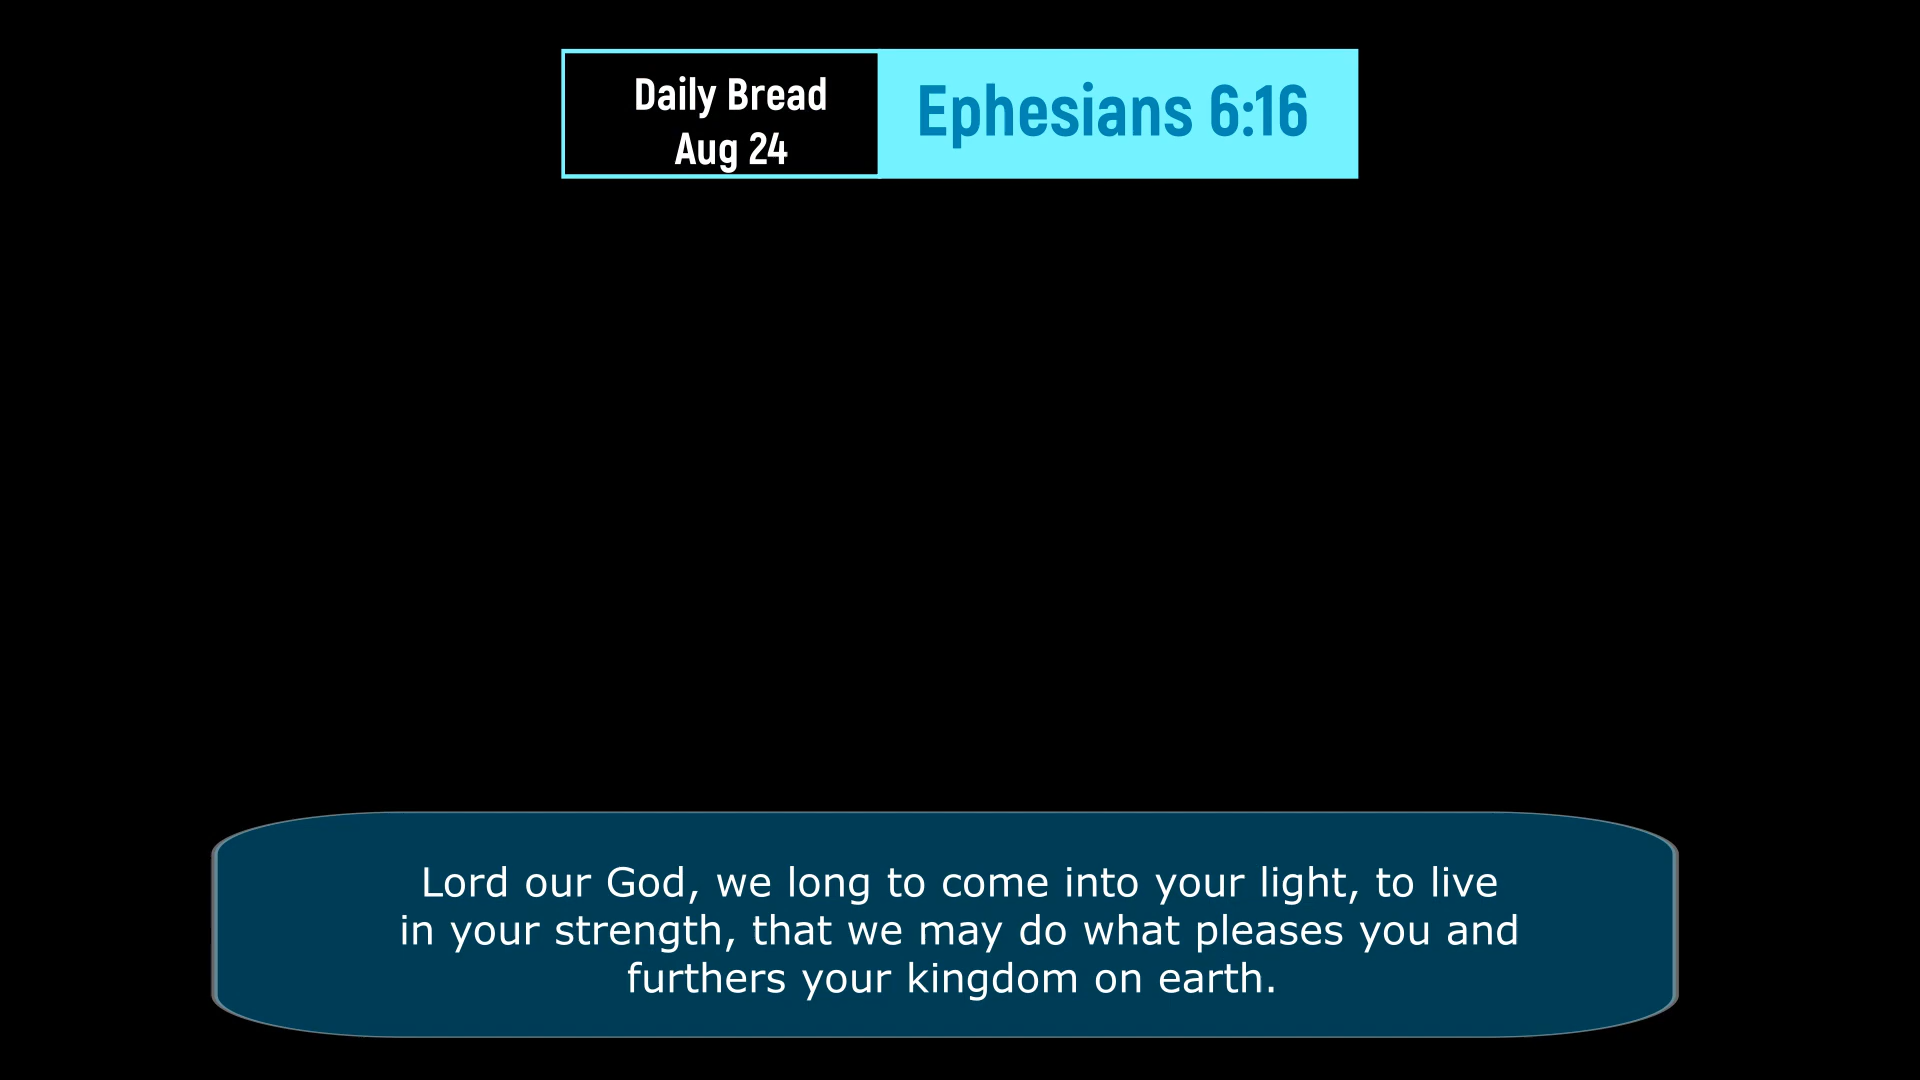 Daily Bread
Aug 24
Ephesians 6:16
Lord our God, we long to come into your light, to live
in your strength, that we may do what pleases you and
furthers your kingdom on earth.